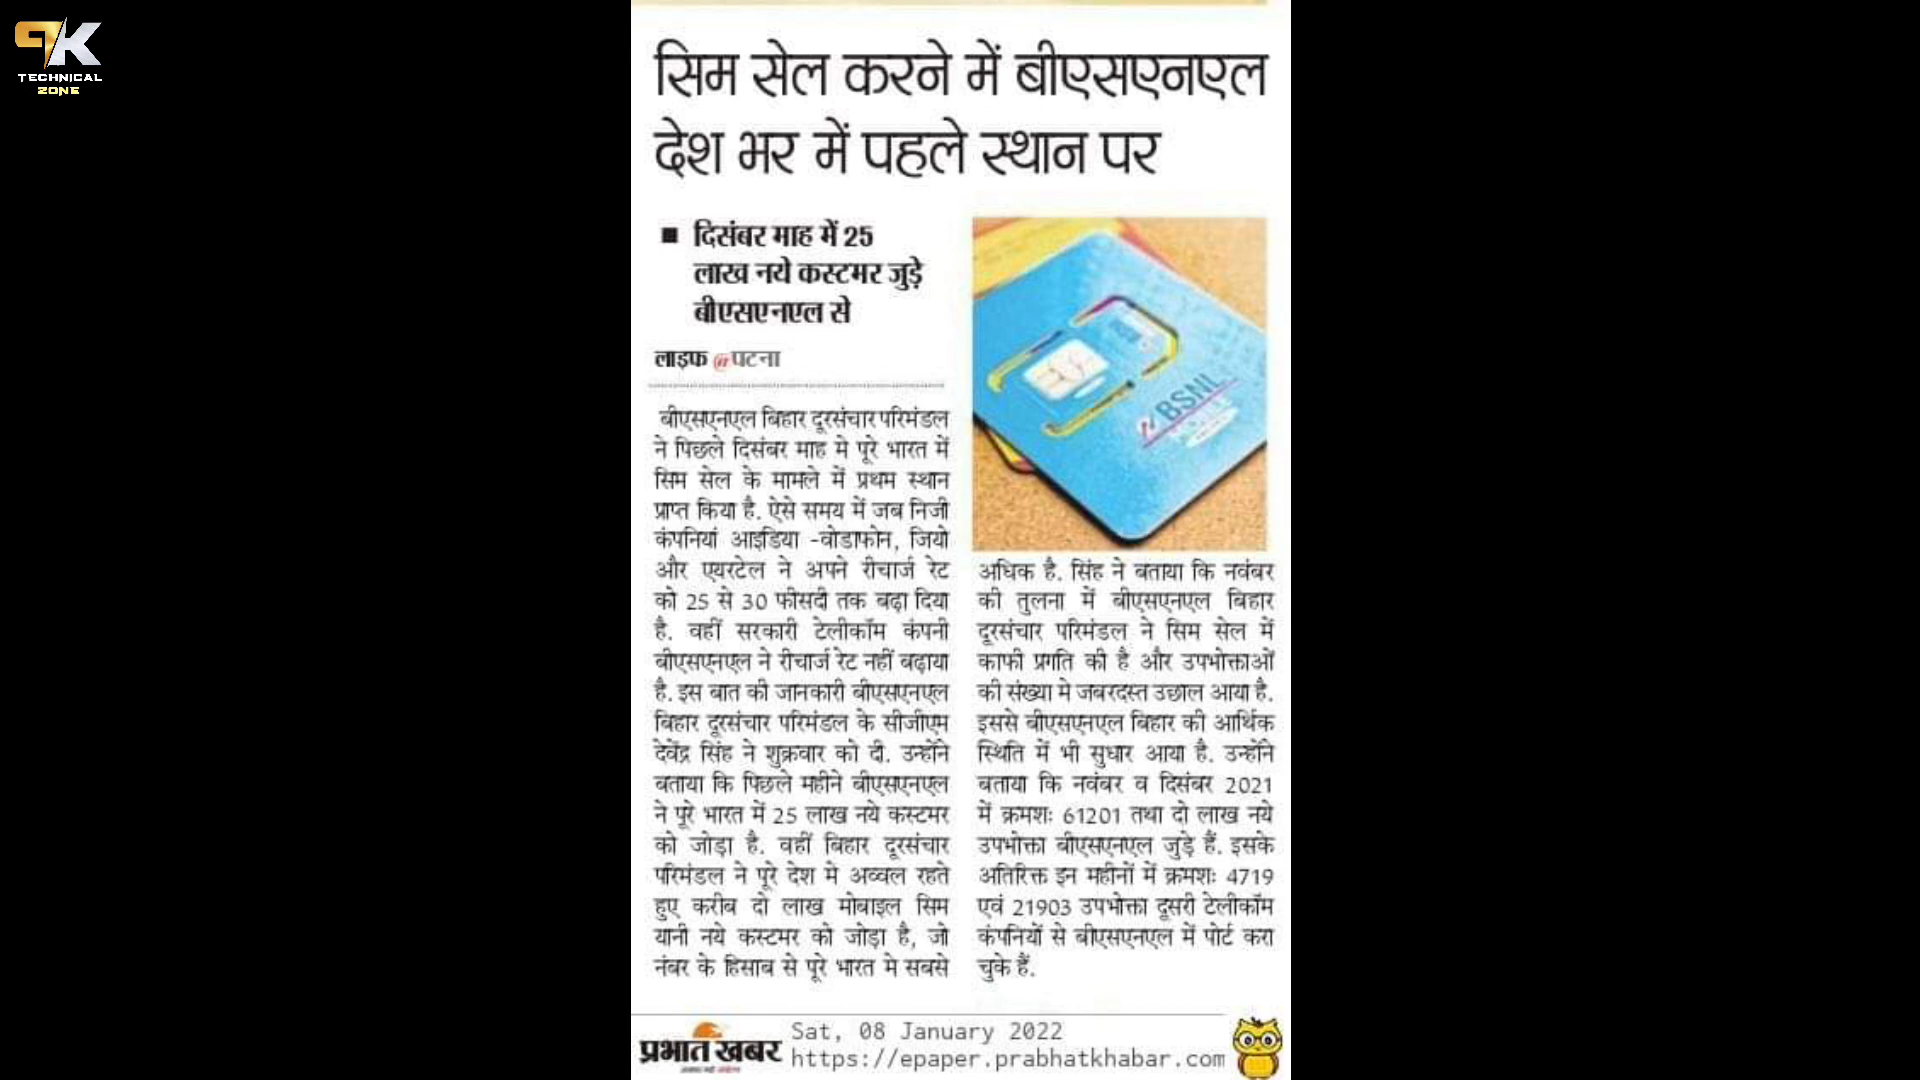 PK
TECHNICAL
ZONE
सिम सेल करने में बीएसएनएल
देश भर में पहले स्थान पर
■ दिसंबर माह में 25
लाख नये कस्टमर जुड़े
बीएसएनएल से
लाइफ @ पटना
बीएसएनएल बिहार दूरसंचार परिमंडल
ने पिछले दिसंबर माह मे पूरे भारत में
सिम सेल के मामले में प्रथम स्थान
प्राप्त किया है. ऐसे समय में जब निजी
कंपनियां आइडिया -वोडाफोन, जियो
और एयरटेल ने अपने रीचार्ज रेट
को 25 से 30 फीसदी तक बढ़ा दिया
है. वहीं सरकारी टेलीकॉम कंपनी
बीएसएनएल ने रीचार्ज रेट नहीं बढ़ाया
है. इस बात की जानकारी बीएसएनएल
बिहार दूरसंचार परिमंडल के सीजीएम
देवेंद्र सिंह ने शुक्रवार को दी. उन्होंने
बताया कि पिछले महीने बीएसएनएल
ने पूरे भारत में 25 लाख नये कस्टमर
को जोड़ा है. वहीं बिहार दूरसंचार
परिमंडल ने पूरे देश मे अव्वल रहते
हुए करीब दो लाख मोबाइल सिम
यानी नये कस्टमर को जोड़ा है, जो
नंबर के हिसाब से पूरे भारत मे सबसे
BSNL
अधिक है. सिंह ने बताया कि नवंबर
की तुलना में बीएसएनएल बिहार
दूरसंचार परिमंडल ने सिम सेल में
काफी प्रगति की है और उपभोक्ताओं
की संख्या मे जबरदस्त उछाल आया है.
इससे बीएसएनएल बिहार की आर्थिक
स्थिति में भी सुधार आया है. उन्होंने
बताया कि नवंबर व दिसंबर 2021
में क्रमशः 61201 तथा दो लाख नये
उपभोक्ता बीएसएनएल जुड़े हैं. इसके
अतिरिक्त इन महीनों में क्रमशः 4719
एवं 21903 उपभोक्ता दूसरी टेलीकॉम
कंपनियों से बीएसएनएल में पोर्ट करा
चुके हैं.
प्रभात खबर
Sat, 08 January 2022
https://epaper.prabhatkhabar.com